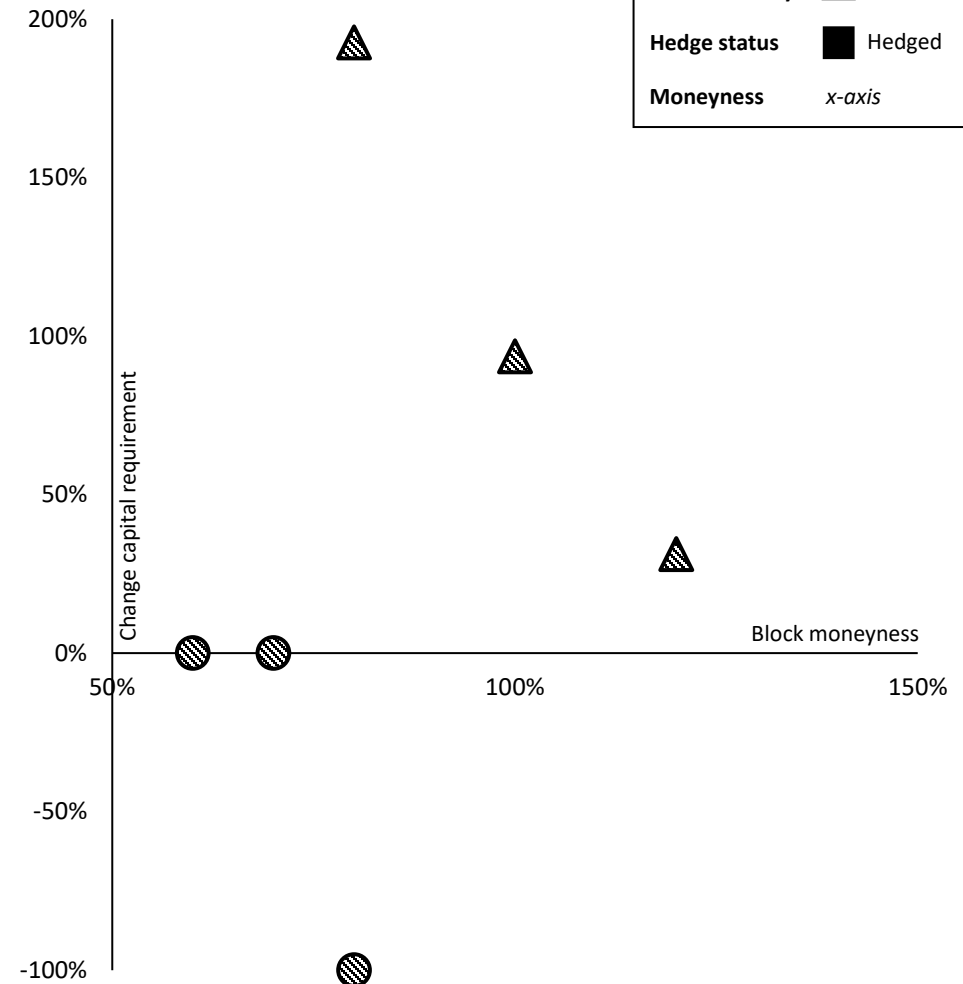 200%
Hedge status Hedged
Moneyness x-axis
150%
100%
Change capital requirement
50%
Block moneyness
0%
50% 100% 150%
-50%
-100%